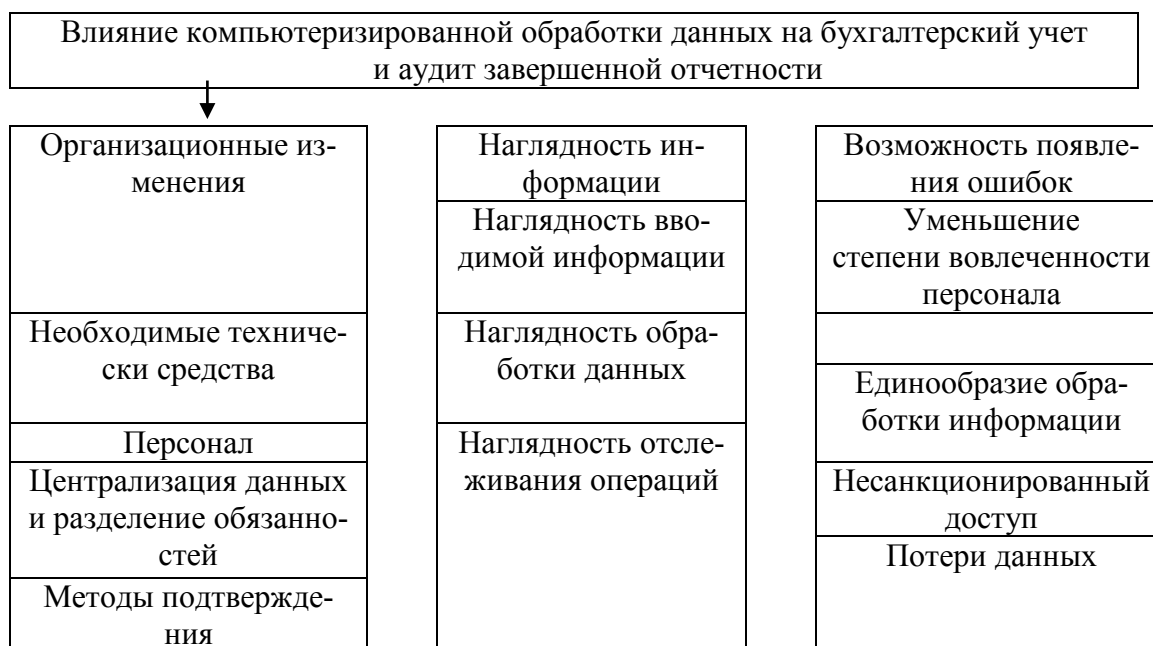 Влияние компьютеризированной обработки данных на бухгалтерский учет
и аудит завершенной отчетности
Организационные из-
менения
Необходимые техниче-
ски средства
Персонал
Централизация данных
и разделение обязанно-
стей
Методы подтвержде-
ния
Наглядность ин-
формации
Наглядность вво-
димой информации
Наглядность обра-
ботки данных
Наглядность отсле-
живания операций
Возможность появле-
ния ошибок
Уменьшение
степени вовлеченности
персонала
Единообразие обра-
ботки информации
Несанкционированный
доступ
Потери данных